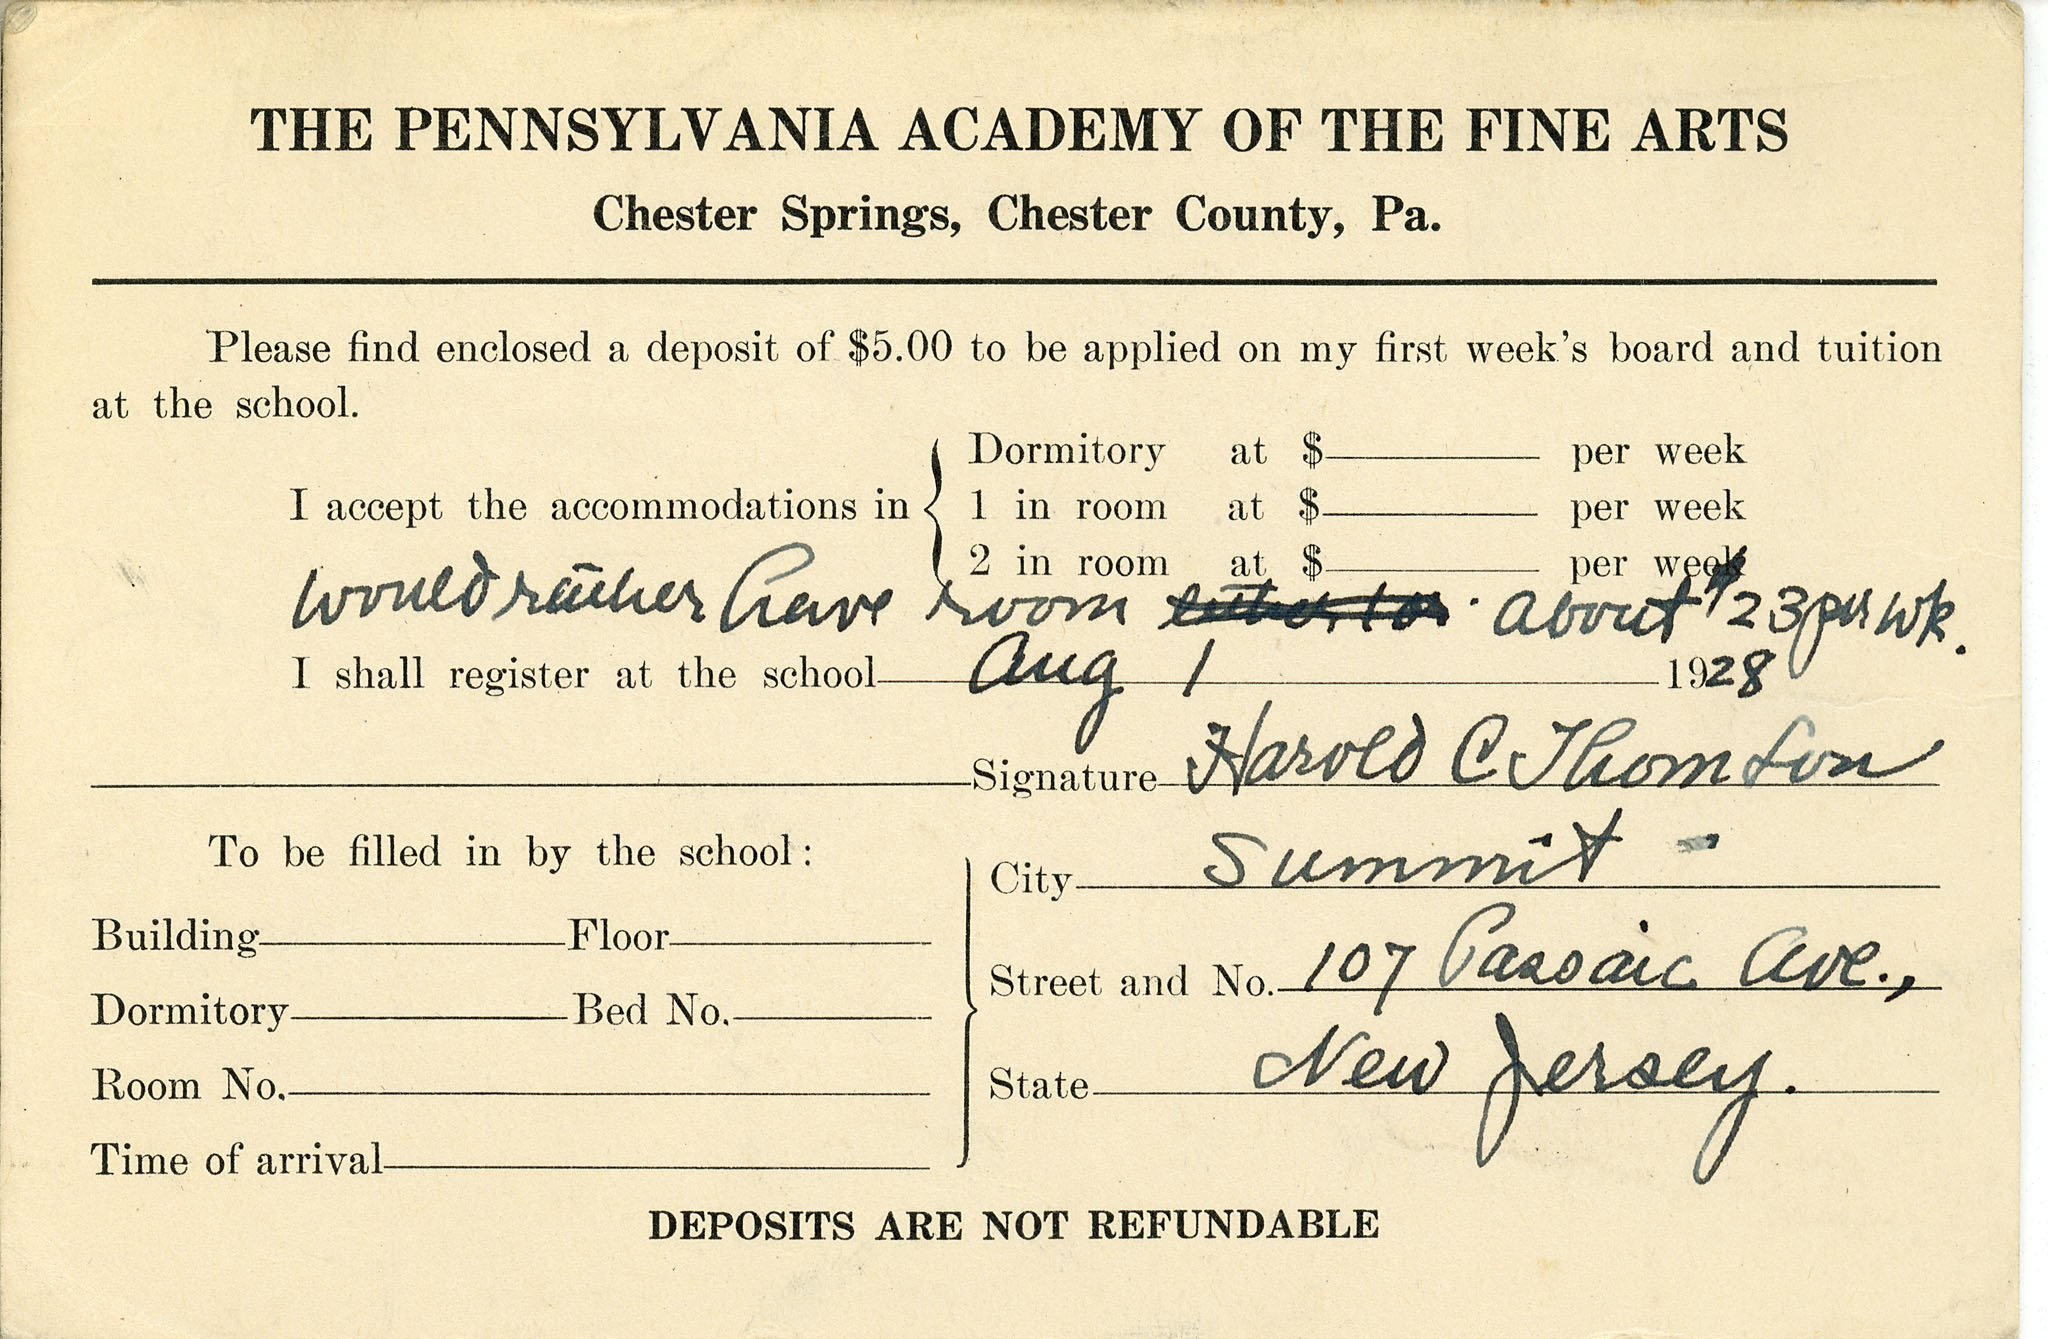 THE PENNSYLVANIA ACADEMY OF THE FINE ARTS
Chester Springs, Chester County, Pa.
Please find enclosed a deposit of $5.00 to be applied on my first week's board and tuition
at the school.
I accept the accommodations in
Dormitory at $ per week
1 in room at $ per week
2 in room at $ per week
would rather have room about $23 per wk.
I shall register at the school Aug 1 1928
Signature Harold C. Thomson
To be filled in by the school:
Building Floor
Dormitory Bed No.
Room No.
Time of arrival
City Summit
Street and No. 107 Passaic Ave.,
State New Jersey.
DEPOSITS ARE NOT REFUNDABLE